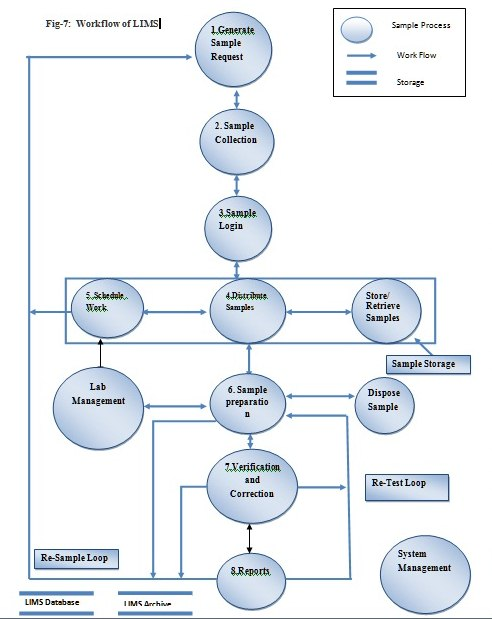 Fig-7: Workflow of LIMS
Sample Process
Work Flow
Storage
1.Generate
Sample
Request
2. Sample
Collection
3.Sample
Login
5. Schedule
Work
4.Distribute
Samples
Store/
Retrieve
Samples
Sample Storage
Lab
Management
6. Sample
preparatio
n
Dispose
Sample
7.Verification
and
Correction
Re-Test Loop
Re-Sample Loop
8.Reports
System
Management
LIMS Database
LIMS Archive